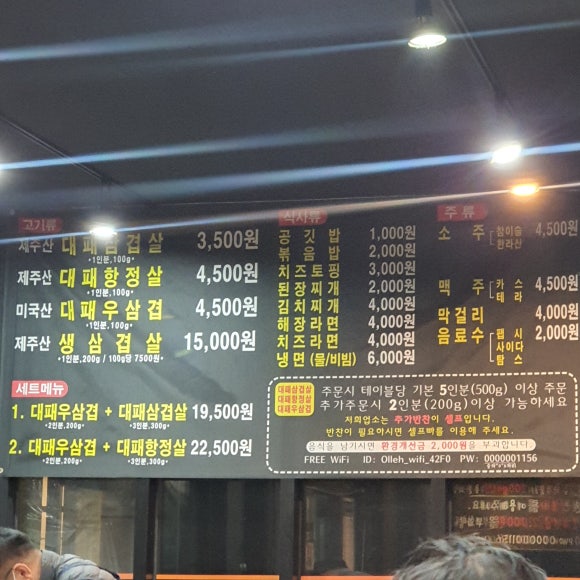 고기류
제주산 대패삼겹살 3,500원
•1인분,100g•
제주산 대패항정살 4,500원
•1인분,100g•
미국산 대패우삼겹 4,500원
•1인분,100g•
제주산 생삼겹살 15,000원
•1인분,200g / 100g당 7500원•
세트메뉴
1. 대패우삼겹 + 대패삼겹살 19,500원
•2인분,200g• •3인분,300g•
2. 대패우삼겹 + 대패항정살 22,500원
•2인분,200g• •3인분,300g•
식사류
공깃밥 1,000원
볶음밥 2,000원
치즈토핑 3,000원
된장찌개 2,000원
김치찌개 4,000원
해장라면 4,000원
치즈라면 4,000원
냉면 (물/비빔) 6,000원
주류
소주 참이슬 한라산 4,500원
맥주 카스 테라 4,500원
막걸리 4,000원
음료수 펩시 사이다 탐스 2,000원
대패삼겹살
대패항정살
대패우삼겹
주문시 테이블당 기본 5인분(500g) 이상 주문
추가주문시 2인분(200g)이상 가능하세요
저희업소는 추가반찬이 셀프입니다.
반찬이 필요하시면 셀프바를 이용해 주세요.
음식을 남기시면 환경개선금 2,000원을 부과합니다.
FREE WiFi ID: Olleh_wifi_42F0 PW: 0000001156